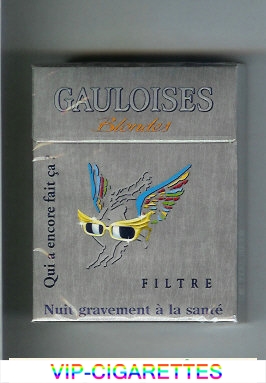 GAULOISES
Blondes
Qui a encore fait ça !
FILTRE
Nuit gravement à la santé
VIP-CIGARETTES